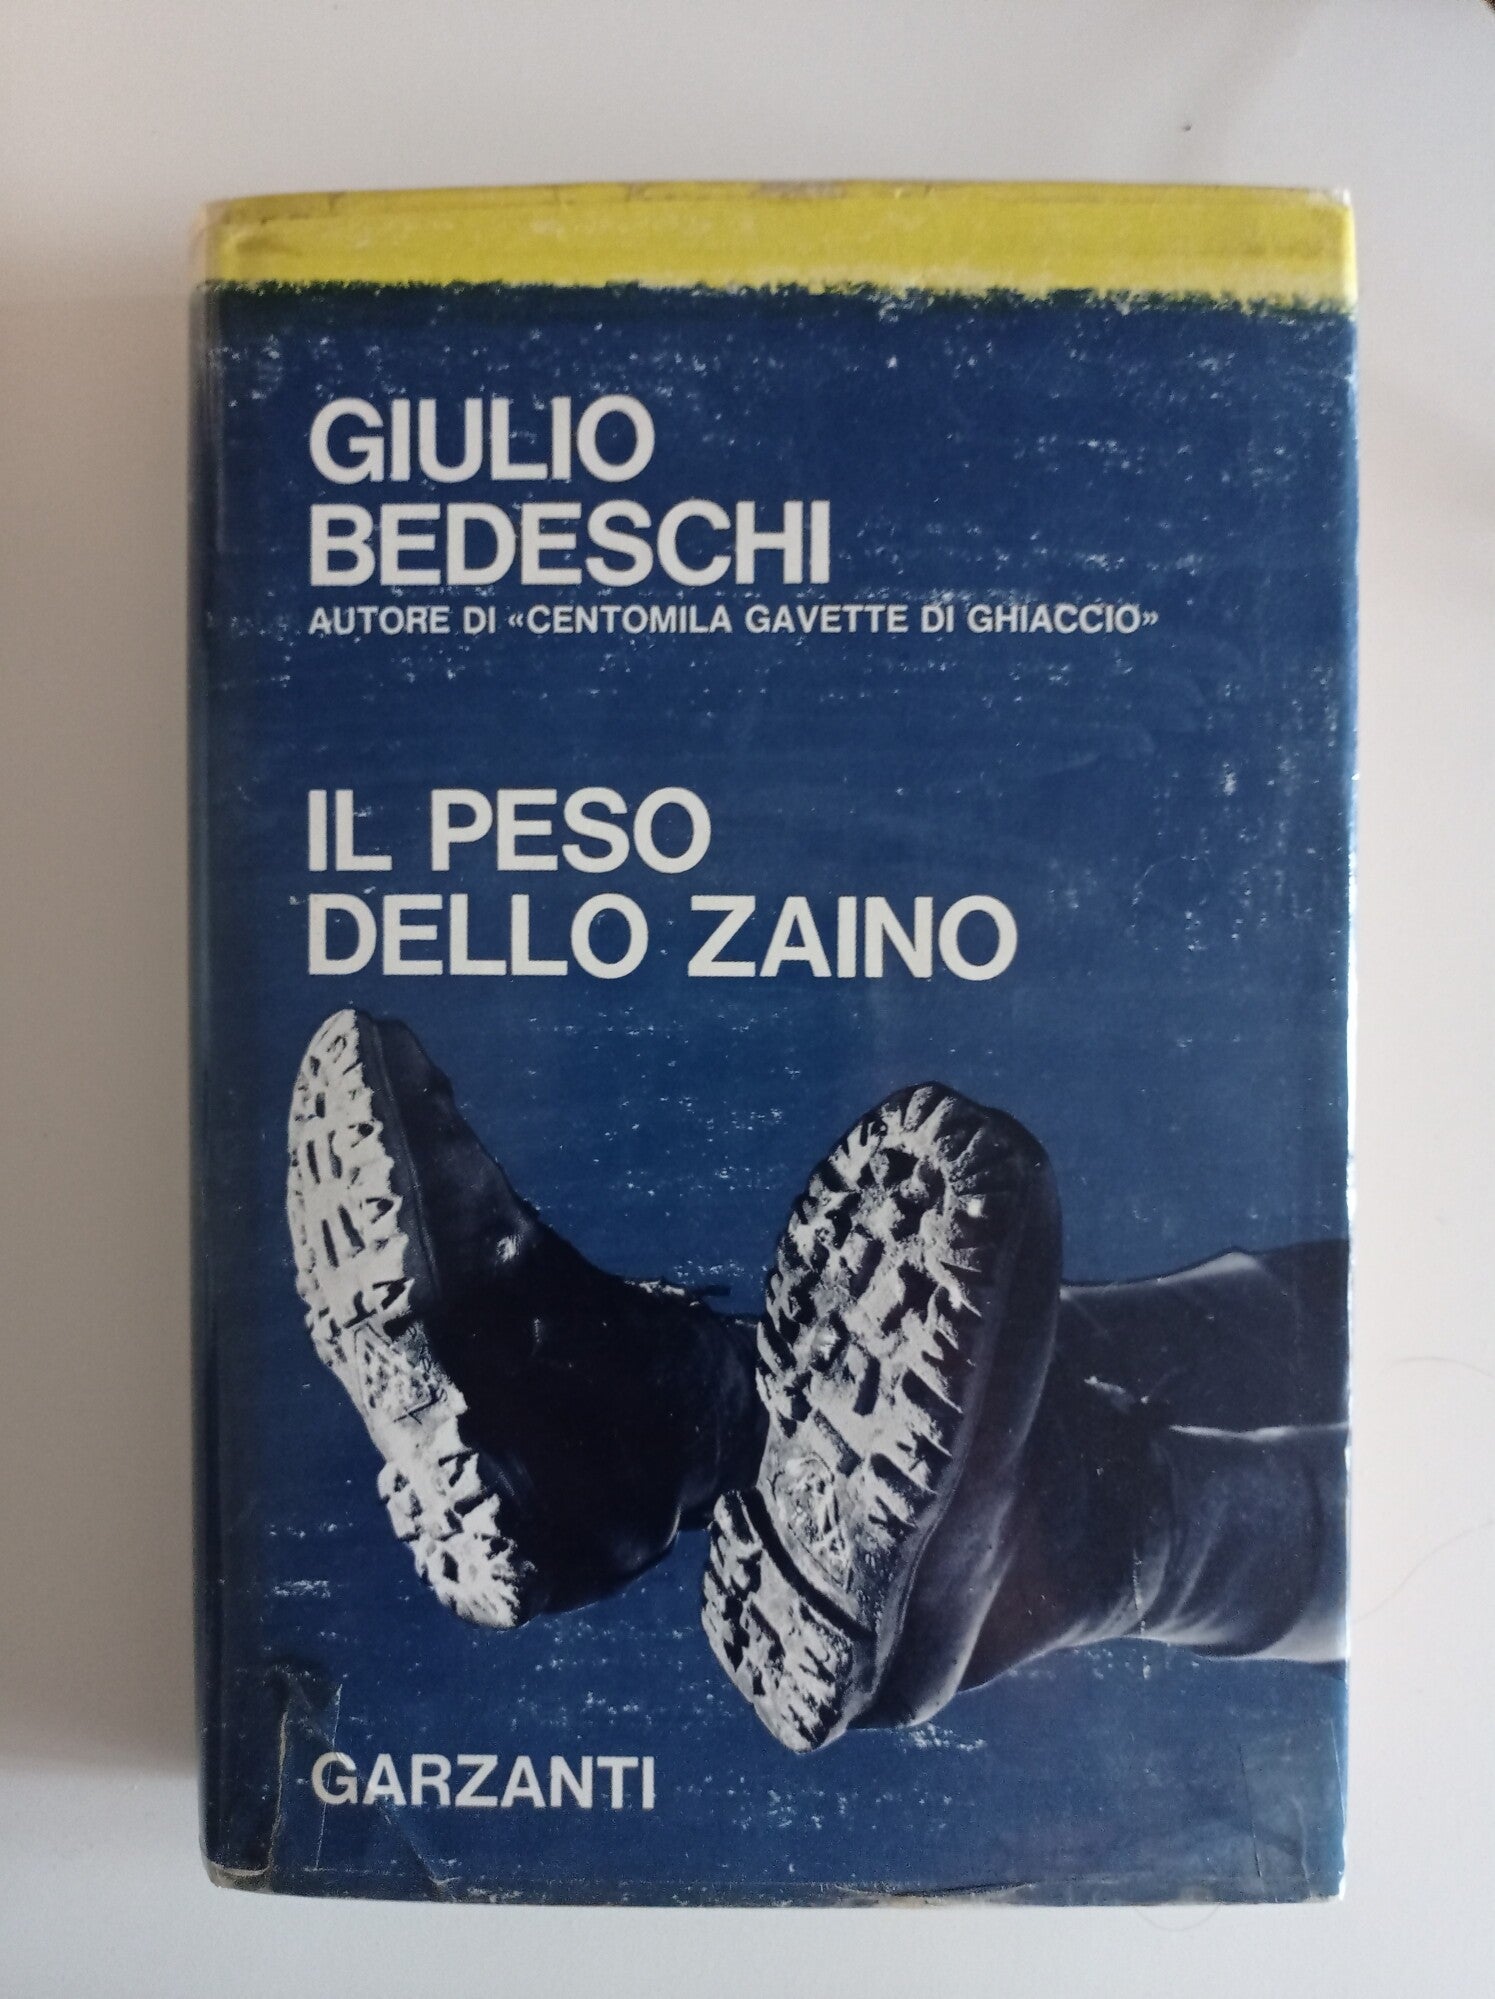 GIULIO
BEDESCHI
AUTORE DI «CENTOMILA GAVETTE DI GHIACCIO»
IL PESO
DELLO ZAINO
GARZANTI